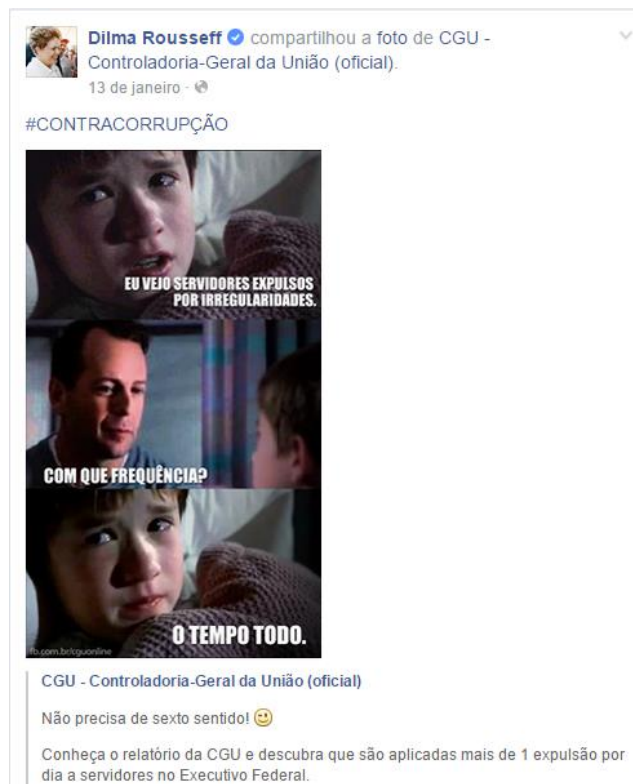 Dilma Rousseff compartilhou a foto de CGU -
Controladoria-Geral da União (oficial).
13 de janeiro ·
#CONTRACORRUPÇÃO
EU VEJO SERVIDORES EXPULSOS
POR IRREGULARIDADES.
COM QUE FREQUÊNCIA?
O TEMPO TODO.
fb.com.br/cguonline
CGU - Controladoria-Geral da União (oficial)
Não precisa de sexto sentido! 😉
Conheça o relatório da CGU e descubra que são aplicadas mais de 1 expulsão por
dia a servidores no Executivo Federal.